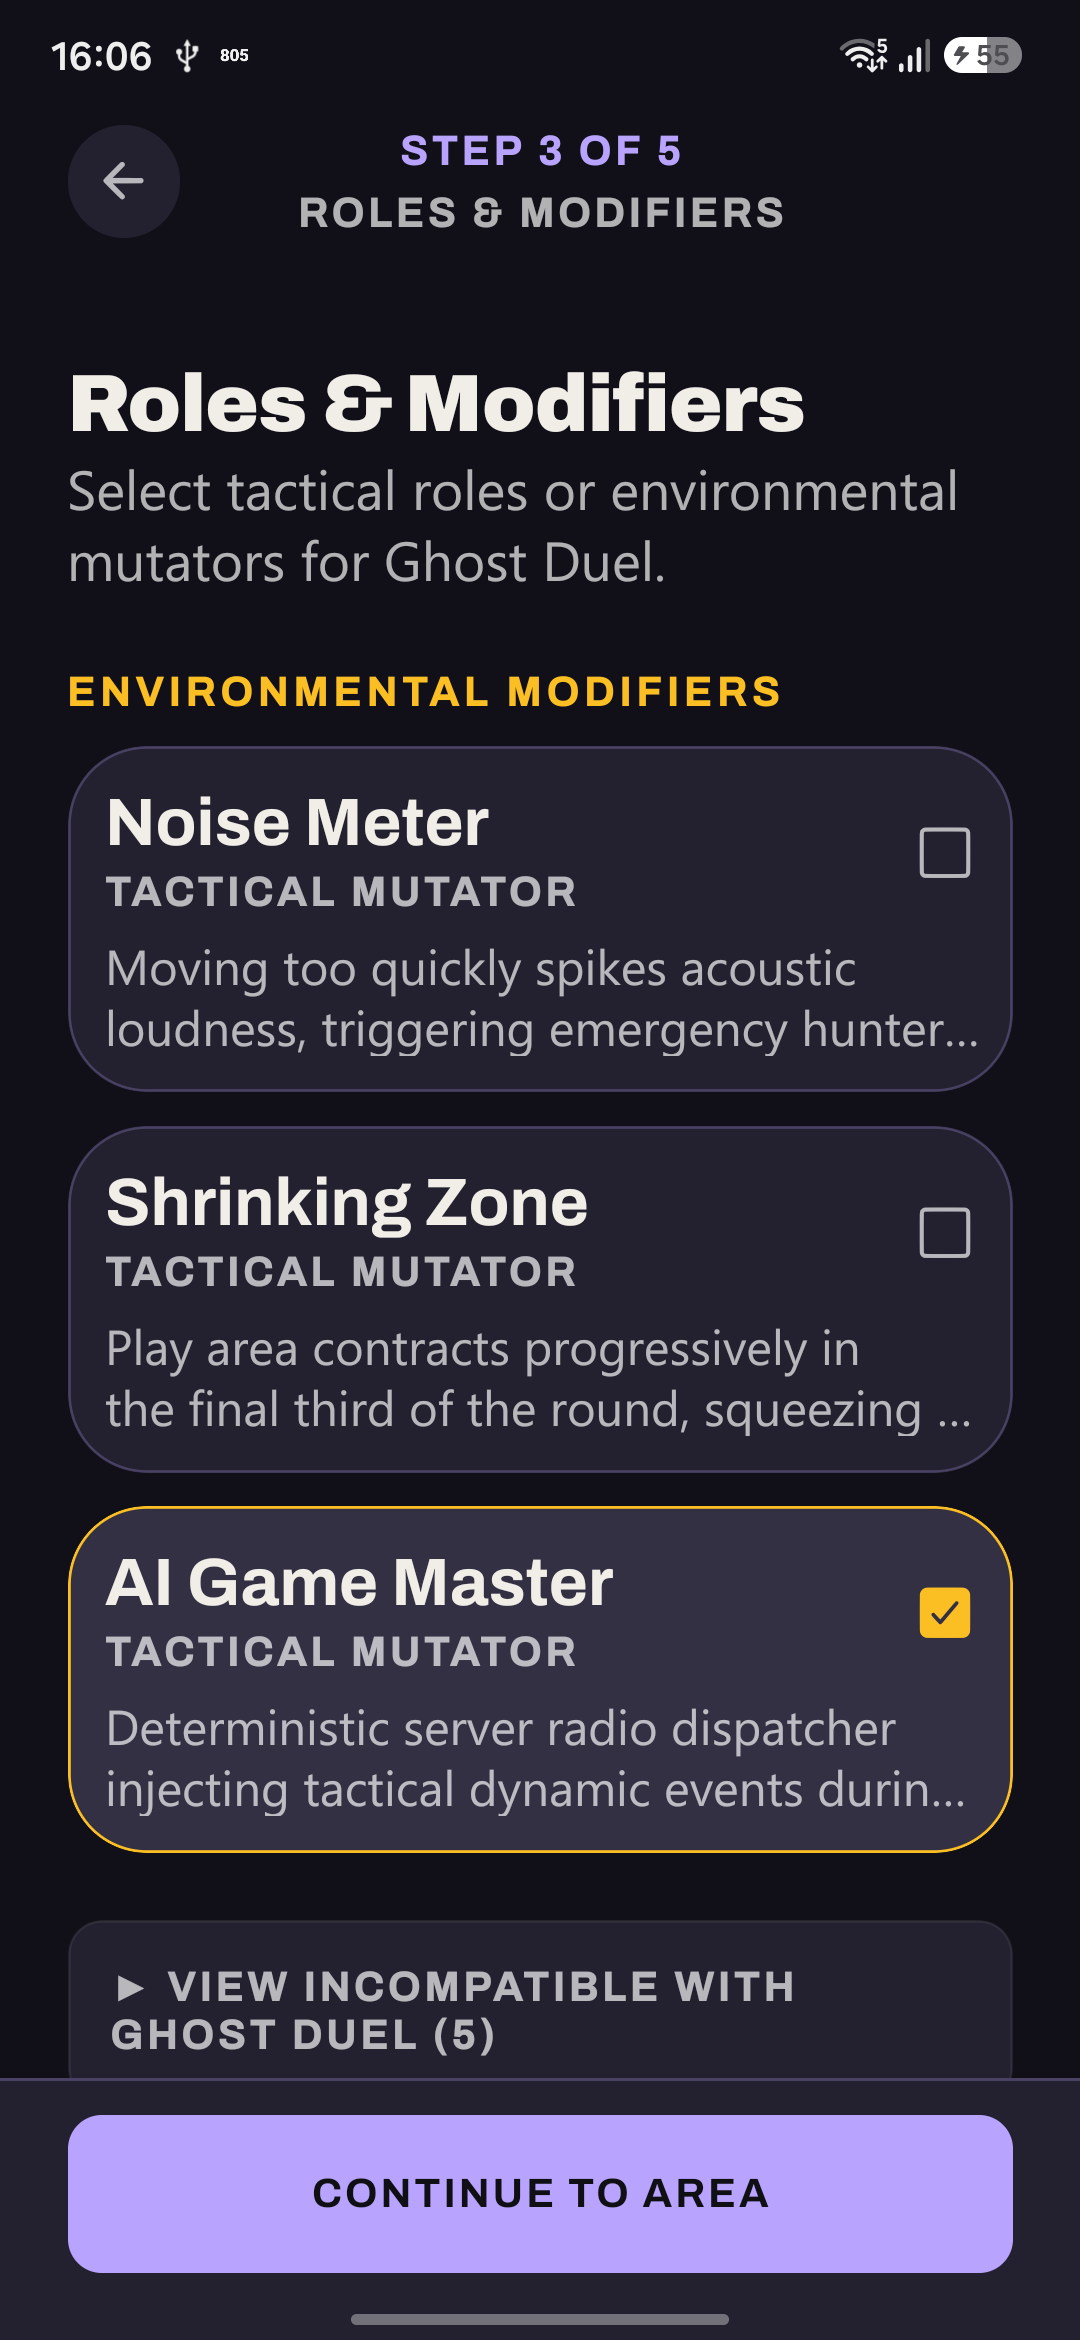 16:06 805 5 55
STEP 3 OF 5
ROLES & MODIFIERS
Roles & Modifiers
Select tactical roles or environmental
mutators for Ghost Duel.
ENVIRONMENTAL MODIFIERS
Noise Meter
TACTICAL MUTATOR
Moving too quickly spikes acoustic
loudness, triggering emergency hunter...
Shrinking Zone
TACTICAL MUTATOR
Play area contracts progressively in
the final third of the round, squeezing ...
AI Game Master
TACTICAL MUTATOR
Deterministic server radio dispatcher
injecting tactical dynamic events durin...
► VIEW INCOMPATIBLE WITH
GHOST DUEL (5)
CONTINUE TO AREA